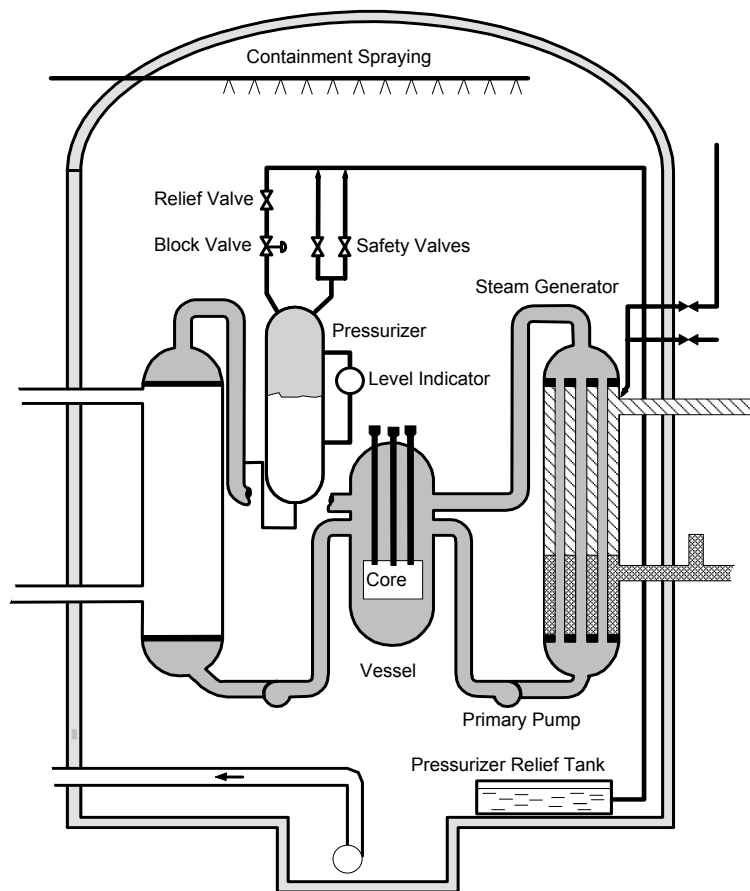 Containment Spraying
Relief Valve
Block Valve
Safety Valves
Steam Generator
Pressurizer
Level Indicator
Core
Vessel
Primary Pump
Pressurizer Relief Tank